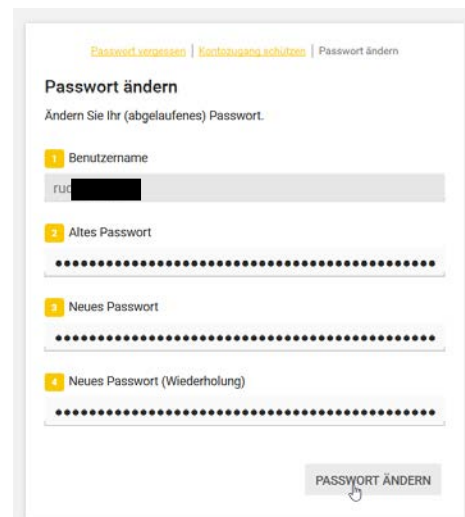 Passwort vergessen | Kontozugang schützen | Passwort ändern
Passwort ändern
Ändern Sie Ihr (abgelaufenes) Passwort.
1 Benutzername
ruc
2 Altes Passwort
••••••••••••••••••••••••••••••••••••••••••••
3 Neues Passwort
••••••••••••••••••••••••••••••••••••••••••••
4 Neues Passwort (Wiederholung)
••••••••••••••••••••••••••••••••••••••••••••
PASSWORT ÄNDERN